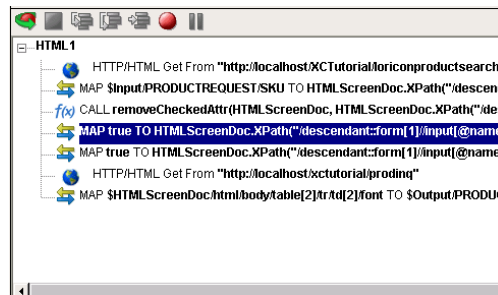 HTML1
HTTP/HTML Get From "http://localhost/XCTutorial/loriconproductsearch
MAP $Input/PRODUCTREQUEST/SKU TO HTMLScreenDoc.XPath("/descen
f(x) CALL removeCheckedAttr(HTMLScreenDoc, HTMLScreenDoc.XPath("/de
MAP true TO HTMLScreenDoc.XPath("/descendant::form[1]//input[@name
MAP true TO HTMLScreenDoc.XPath("/descendant::form[1]//input[@name
HTTP/HTML Get From "http://localhost/xctutorial/prodinq"
MAP $HTMLScreenDoc/html/body/table[2]/tr/td[2]/font TO $Output/PRODU